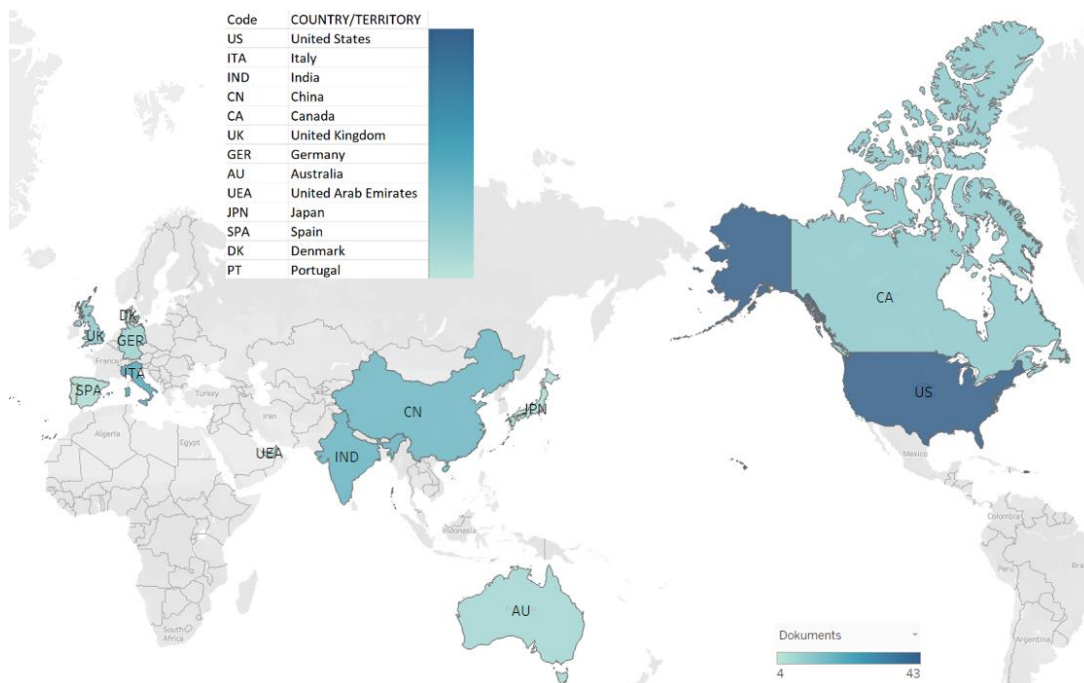 Code COUNTRY/TERRITORY
US United States
ITA Italy
IND India
CN China
CA Canada
UK United Kingdom
GER Germany
AU Australia
UEA United Arab Emirates
JPN Japan
SPA Spain
DK Denmark
PT Portugal
DK
UK
GER
France
ITA
SPA
Turkey
Iran
Algeria
Egypt
UEA
CN
JPN
IND
Indonesia
AU
South
Africa
CA
US
Mexico
Colombia
Peru
Argentina
Dokuments
4 43